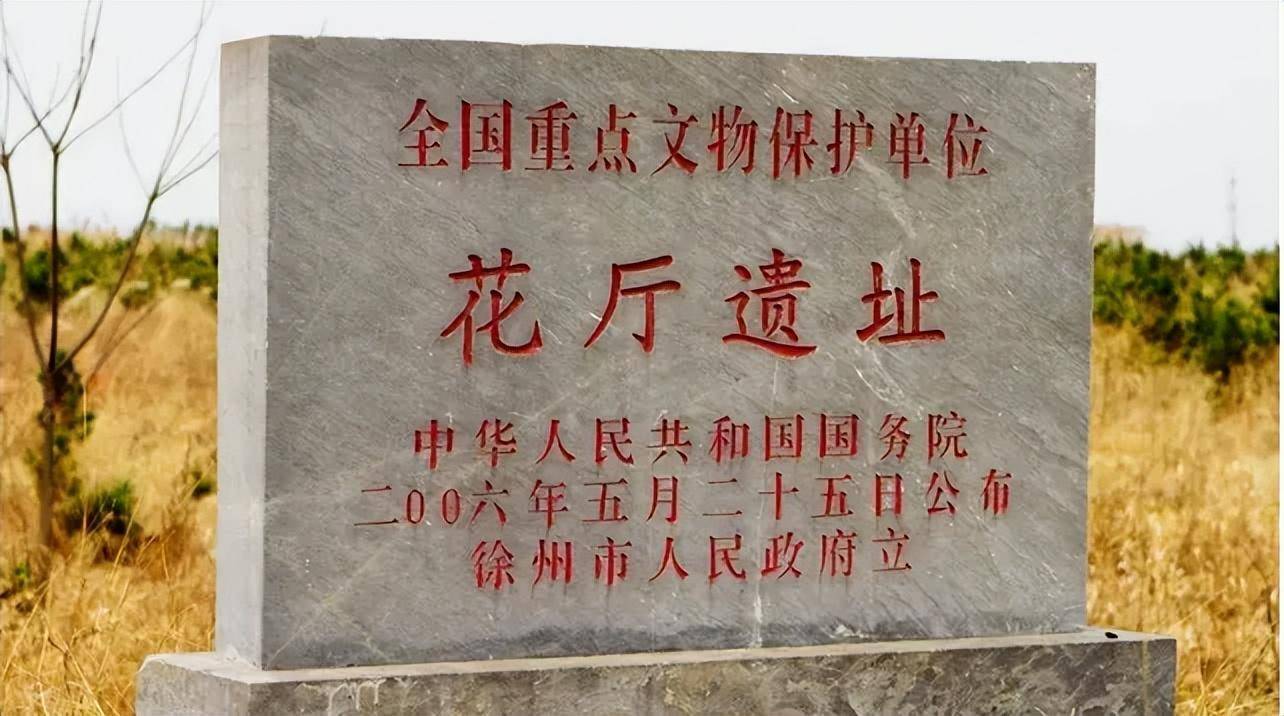 全国重点文物保护单位
花厅遗址
中华人民共和国国务院
二00六年五月二十五日公布
徐州市人民政府立